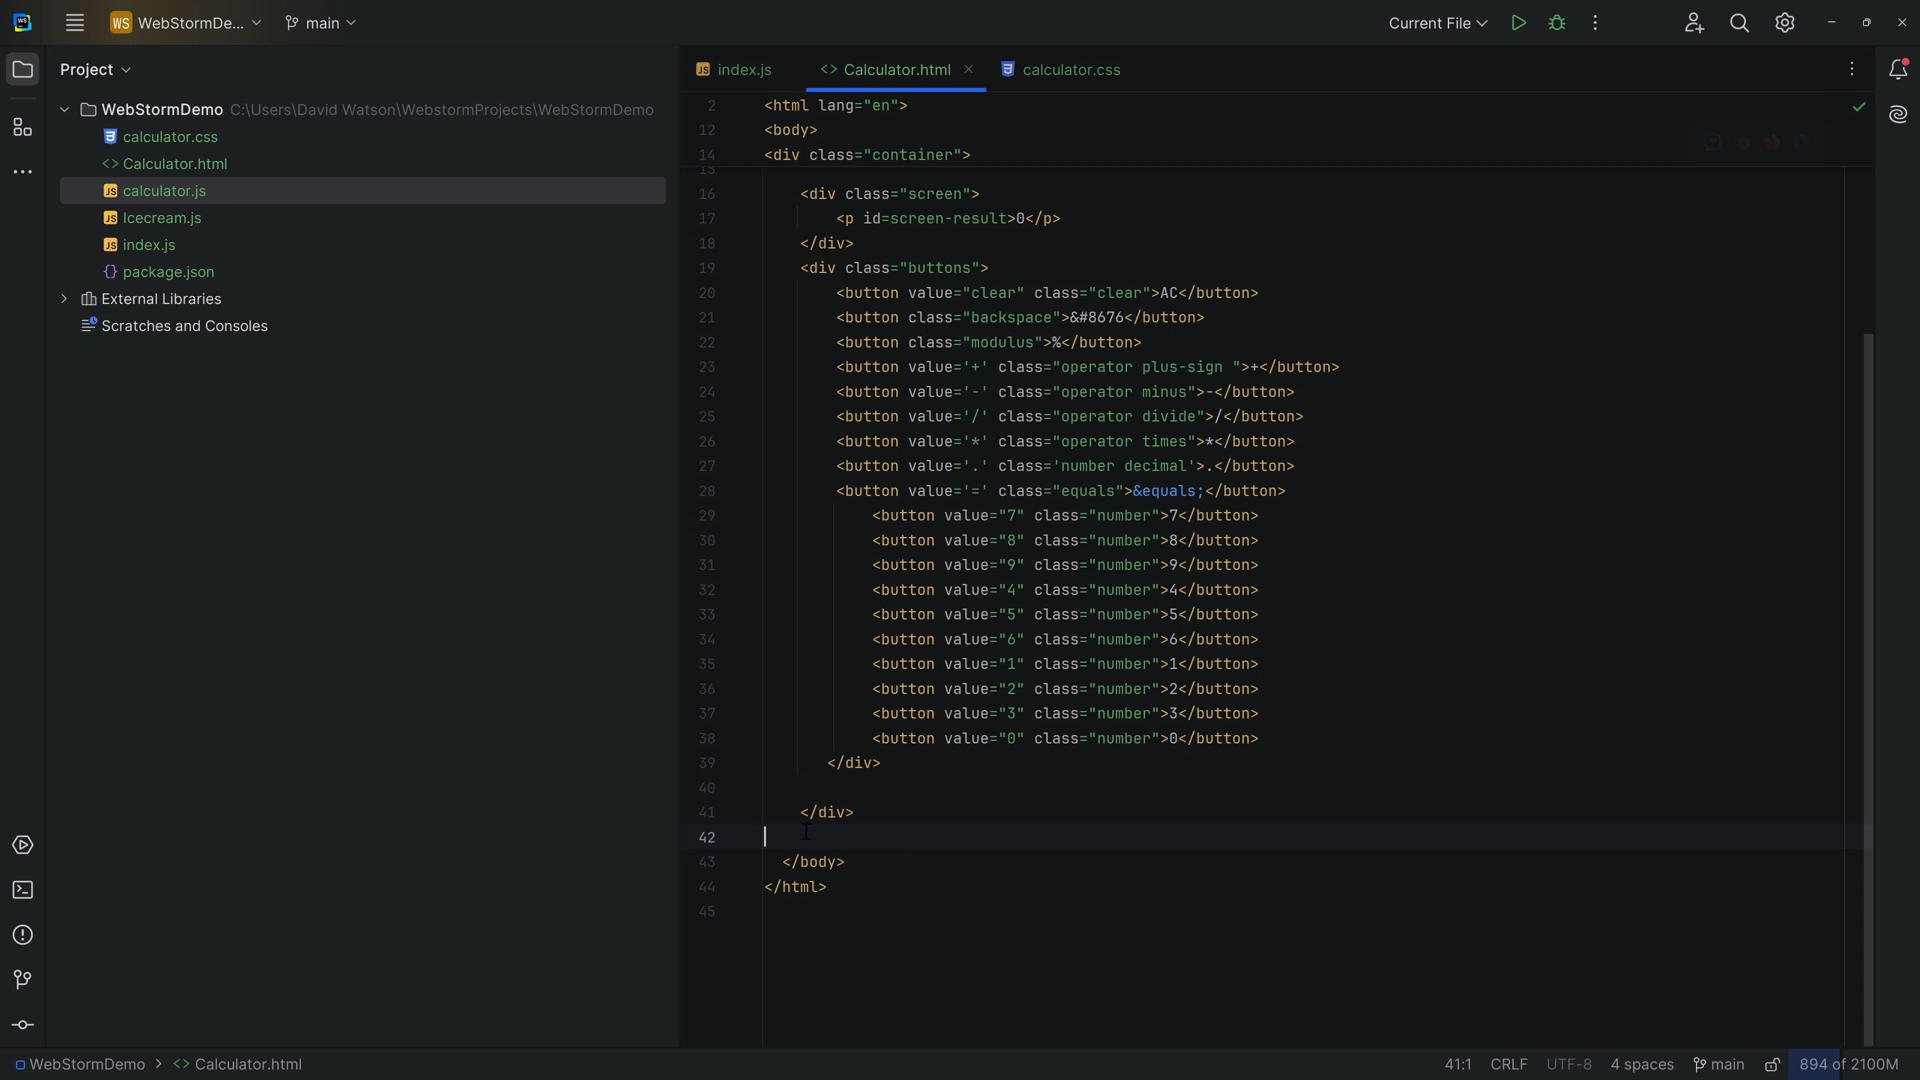 WS WebStormDe... main Current File
Project
WebStormDemo C:\Users\David Watson\WebstormProjects\WebStormDemo
calculator.css
<> Calculator.html
JS calculator.js
JS Icecream.js
JS index.js
{} package.json
External Libraries
Scratches and Consoles
JS index.js <> Calculator.html calculator.css
2 <html lang="en">
12 <body>
14 <div class="container">
15
16 <div class="screen">
17 <p id=screen-result>0</p>
18 </div>
19 <div class="buttons">
20 <button value="clear" class="clear">AC</button>
21 <button class="backspace">&#8676</button>
22 <button class="modulus">%</button>
23 <button value='+' class="operator plus-sign ">+</button>
24 <button value='-' class="operator minus">-</button>
25 <button value='/' class="operator divide">/</button>
26 <button value='*' class="operator times">*</button>
27 <button value='.' class='number decimal'>.</button>
28 <button value='=' class="equals">&equals;</button>
29 <button value="7" class="number">7</button>
30 <button value="8" class="number">8</button>
31 <button value="9" class="number">9</button>
32 <button value="4" class="number">4</button>
33 <button value="5" class="number">5</button>
34 <button value="6" class="number">6</button>
35 <button value="1" class="number">1</button>
36 <button value="2" class="number">2</button>
37 <button value="3" class="number">3</button>
38 <button value="0" class="number">0</button>
39 </div>
40
41 </div>
42
43 </body>
44 </html>
45
WebStormDemo > <> Calculator.html 41:1 CRLF UTF-8 4 spaces main 894 of 2100M